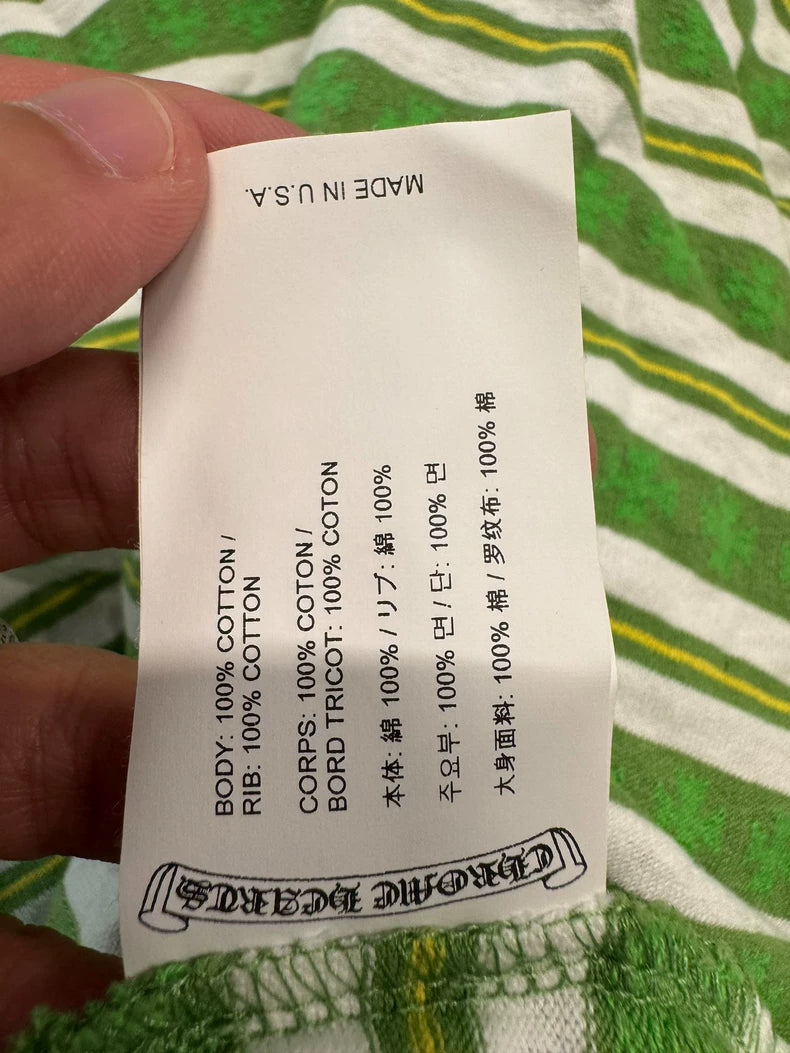 MADE IN U.S.A.
BODY: 100% COTTON /
RIB: 100% COTTON
CORPS: 100% COTON /
BORD TRICOT: 100% COTON
本体: 綿 100% / リブ: 綿 100%
주요부: 100% 면 / 단: 100% 면
大身面料: 100% 棉 / 罗纹布: 100% 棉
CHROME HEARTS